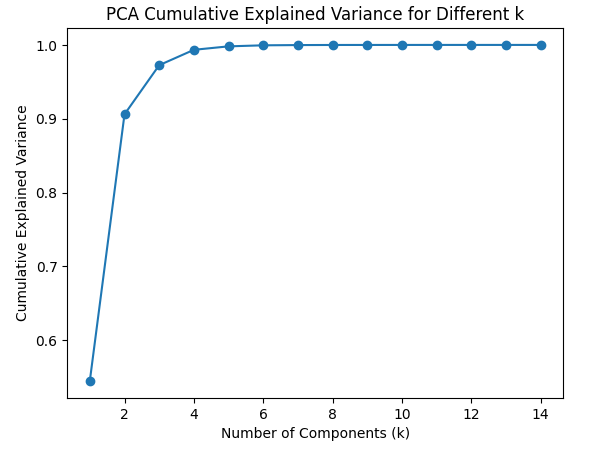 PCA Cumulative Explained Variance for Different k
1.0
0.9
0.8
0.7
0.6
Cumulative Explained Variance
2 4 6 8 10 12 14
Number of Components (k)